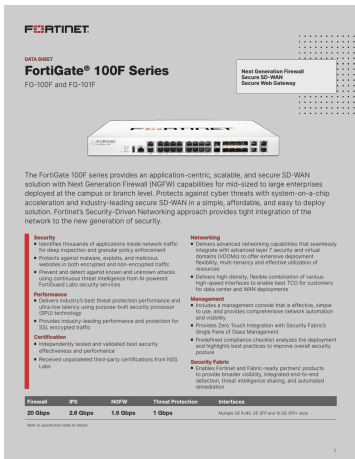 FORTINET
DATA SHEET
FortiGate® 100F Series
FG-100F and FG-101F
Next Generation Firewall
Secure SD-WAN
Secure Web Gateway
FORTINET
The FortiGate 100F series provides an application-centric, scalable, and secure SD-WAN
solution with Next Generation Firewall (NGFW) capabilities for mid-sized to large enterprises
deployed at the campus or branch level. Protects against cyber threats with system-on-a-chip
acceleration and industry-leading secure SD-WAN in a simple, affordable, and easy to deploy
solution. Fortinet's Security-Driven Networking approach provides tight integration of the
network to the new generation of security.
Security
• Identifies thousands of applications inside network traffic
for deep inspection and granular policy enforcement
• Protects against malware, exploits, and malicious
websites in both encrypted and non-encrypted traffic
• Prevent and detect against known and unknown attacks
using continuous threat intelligence from AI-powered
FortiGuard Labs security services
Performance
• Delivers industry's best threat protection performance and
ultra-low latency using purpose-built security processor
(SPU) technology
• Provides industry-leading performance and protection for
SSL encrypted traffic
Certification
• Independently tested and validated best security
effectiveness and performance
• Received unparalleled third-party certifications from NSS
Labs
Networking
• Delivers advanced networking capabilities that seamlessly
integrate with advanced layer 7 security and virtual
domains (VDOMs) to offer extensive deployment
flexibility, multi-tenancy and effective utilization of
resources
• Delivers high-density, flexible combination of various
high-speed interfaces to enable best TCO for customers
for data center and WAN deployments
Management
• Includes a management console that is effective, simple
to use, and provides comprehensive network automation
and visibility.
• Provides Zero Touch Integration with Security Fabric's
Single Pane of Glass Management
• Predefined compliance checklist analyzes the deployment
and highlights best practices to improve overall security
posture
Security Fabric
• Enables Fortinet and Fabric-ready partners' products
to provide broader visibility, integrated end-to-end
detection, threat intelligence sharing, and automated
remediation
Firewall IPS NGFW Threat Protection Interfaces
20 Gbps 2.6 Gbps 1.6 Gbps 1 Gbps Multiple GE RJ45, GE SFP and 10 GE SFP+ slots
Refer to specification table for details
1